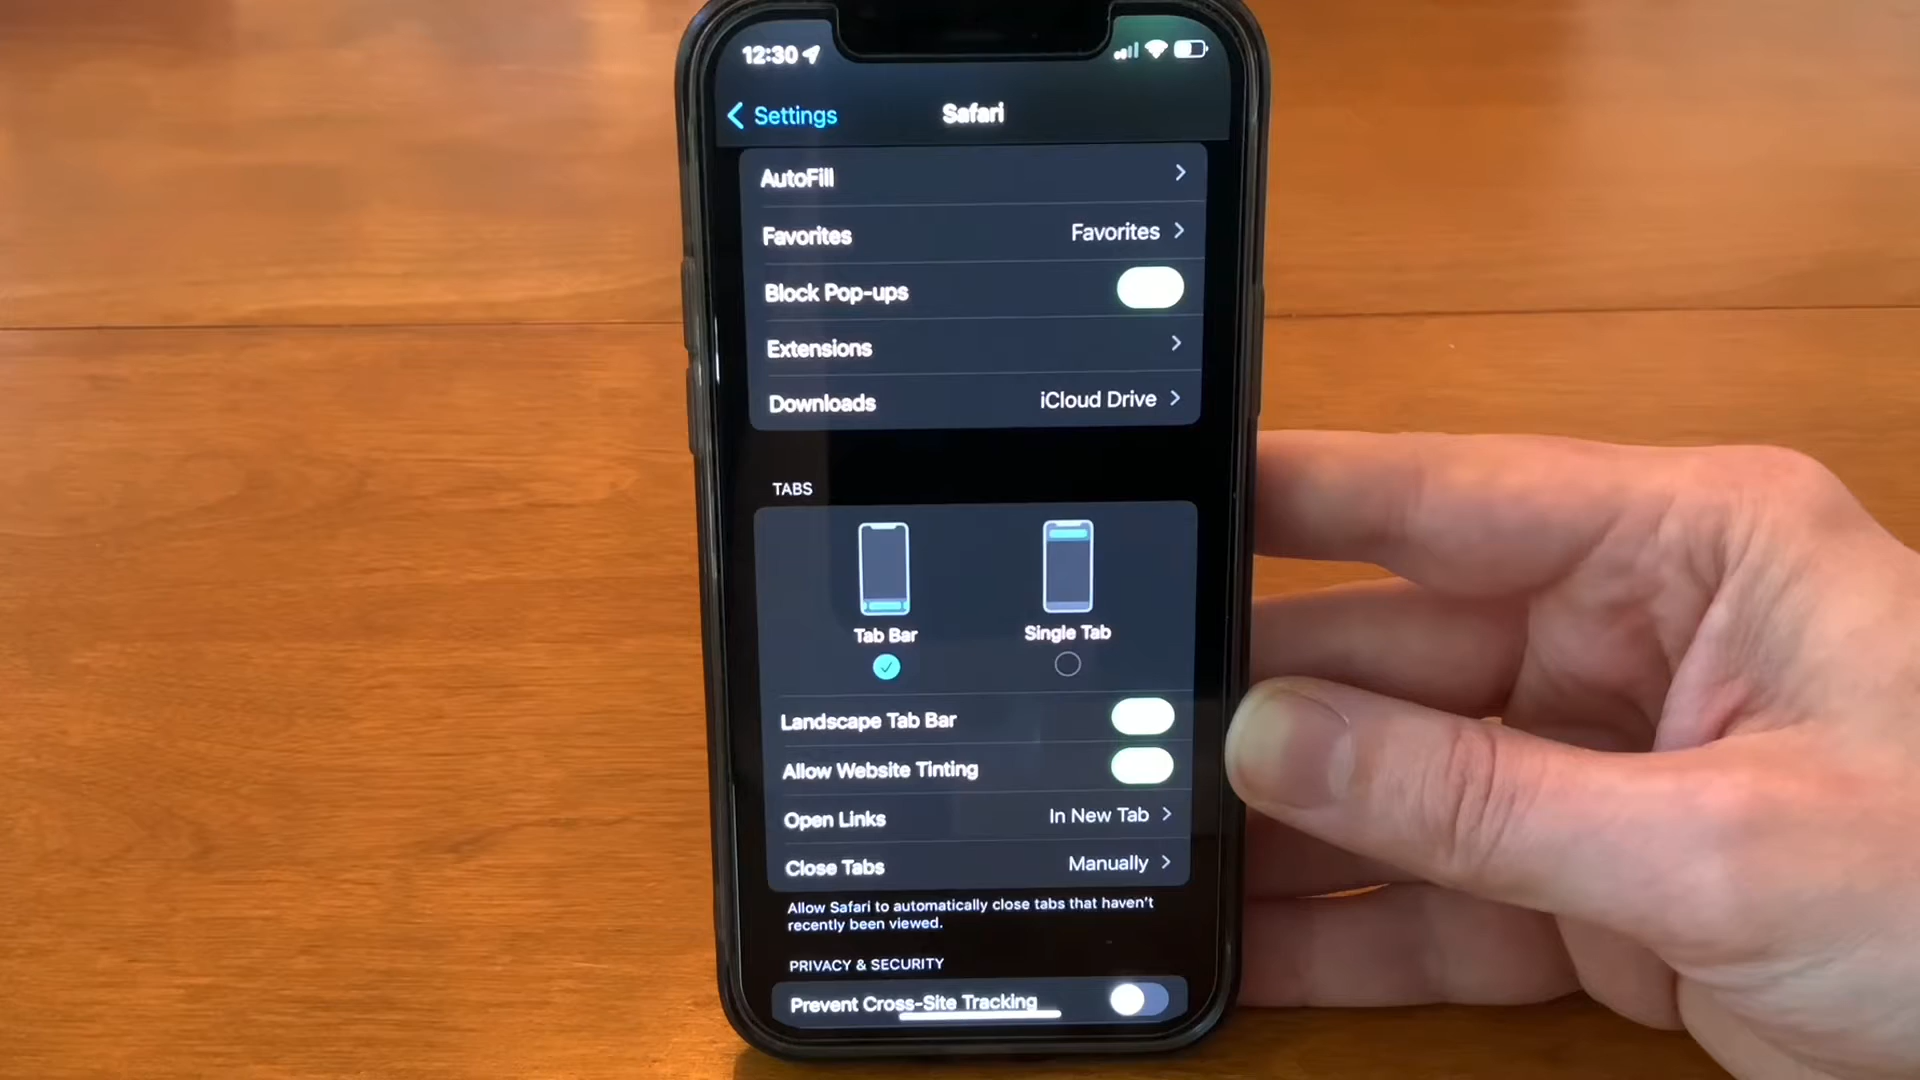 12:30
Settings
Safari
AutoFill
Favorites Favorites
Block Pop-ups
Extensions
Downloads iCloud Drive
TABS
Tab Bar Single Tab
Landscape Tab Bar
Allow Website Tinting
Open Links In New Tab
Close Tabs Manually
Allow Safari to automatically close tabs that haven't
recently been viewed.
PRIVACY & SECURITY
Prevent Cross-Site Tracking